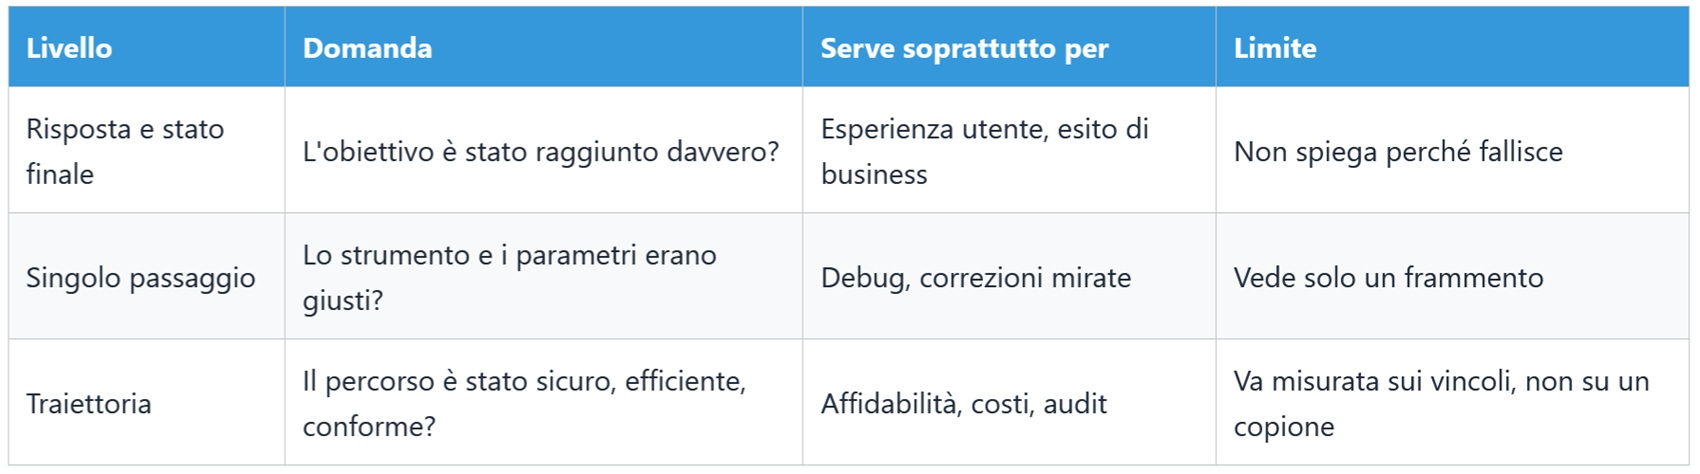 Livello Domanda Serve soprattutto per Limite
Risposta e stato
finale
L'obiettivo è stato raggiunto davvero?
Esperienza utente, esito di
business
Non spiega perché fallisce
Singolo passaggio
Lo strumento e i parametri erano
giusti?
Debug, correzioni mirate
Vede solo un frammento
Traiettoria
Il percorso è stato sicuro, efficiente,
conforme?
Affidabilità, costi, audit
Va misurata sui vincoli, non su un
copione